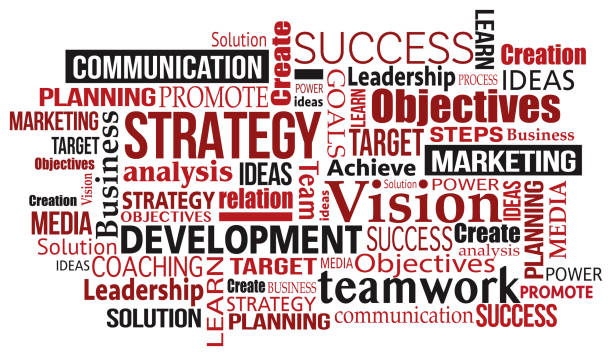 Solution
Create
SUCCESS
LEARN
Creation
COMMUNICATION
POWER
ideas
GOALS
Leadership
PROCESS
IDEAS
PLANNING
PROMOTE
LEARN
Objectives
MARKETING
Business
STRATEGY
TARGET
STEPS
Business
TARGET
Objectives
analysis
IDEAS
Team
Achieve
MARKETING
Vision
Creation
STRATEGY
relation
ideas
Vision
Solution
POWER
IDEAS
PLANNING
MEDIA
MEDIA
OBJECTIVES
Solution
DEVELOPMENT
SUCCESS
Create
analysis
IDEAS
COACHING
LEARN
TARGET
MEDIA
Objectives
POWER
Leadership
Create
BUSINESS
teamwork
PROMOTE
STRATEGY
SOLUTION
PLANNING
communication
SUCCESS